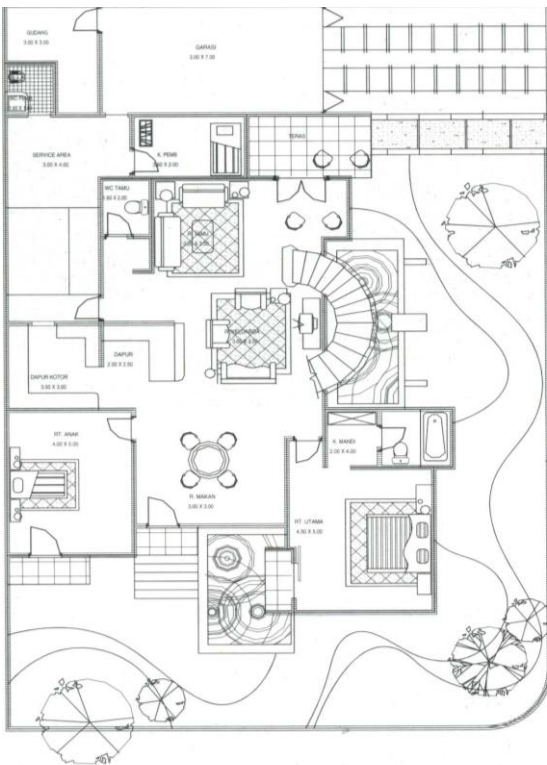 GUDANG
3.00 X 3.00
GARASI
3.00 X 7.00
SERVICE AREA
3.00 X 4.00
K. PEMB
TERAS
WC TAMU
DAPUR
2.00 X 2.00
DAPUR KOTOR
3.00 X 3.00
RT. ANAK
4.00 X 5.00
K. MANDI
2.00 X 4.00
R. MAKAN
3.00 X 3.00
RT. UTAMA
4.50 X 5.00